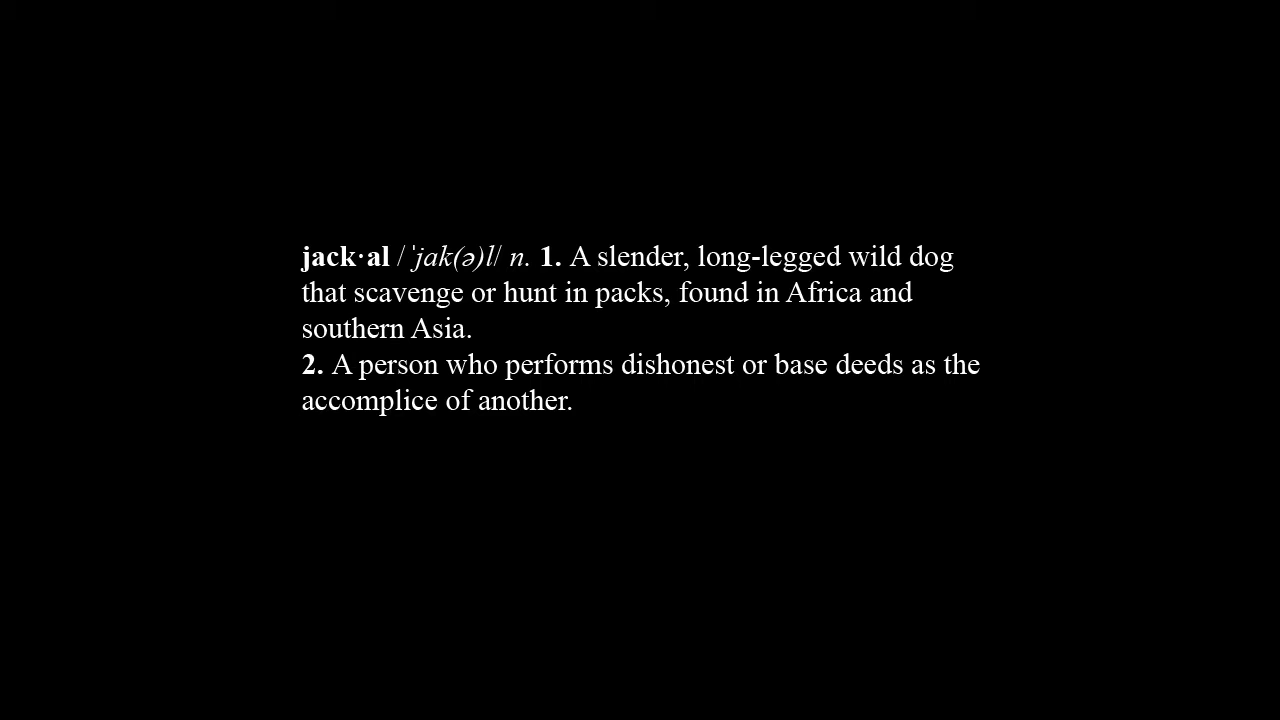 jack·al /ˈjak(ə)l/ n. 1. A slender, long-legged wild dog
that scavenge or hunt in packs, found in Africa and
southern Asia.
2. A person who performs dishonest or base deeds as the
accomplice of another.